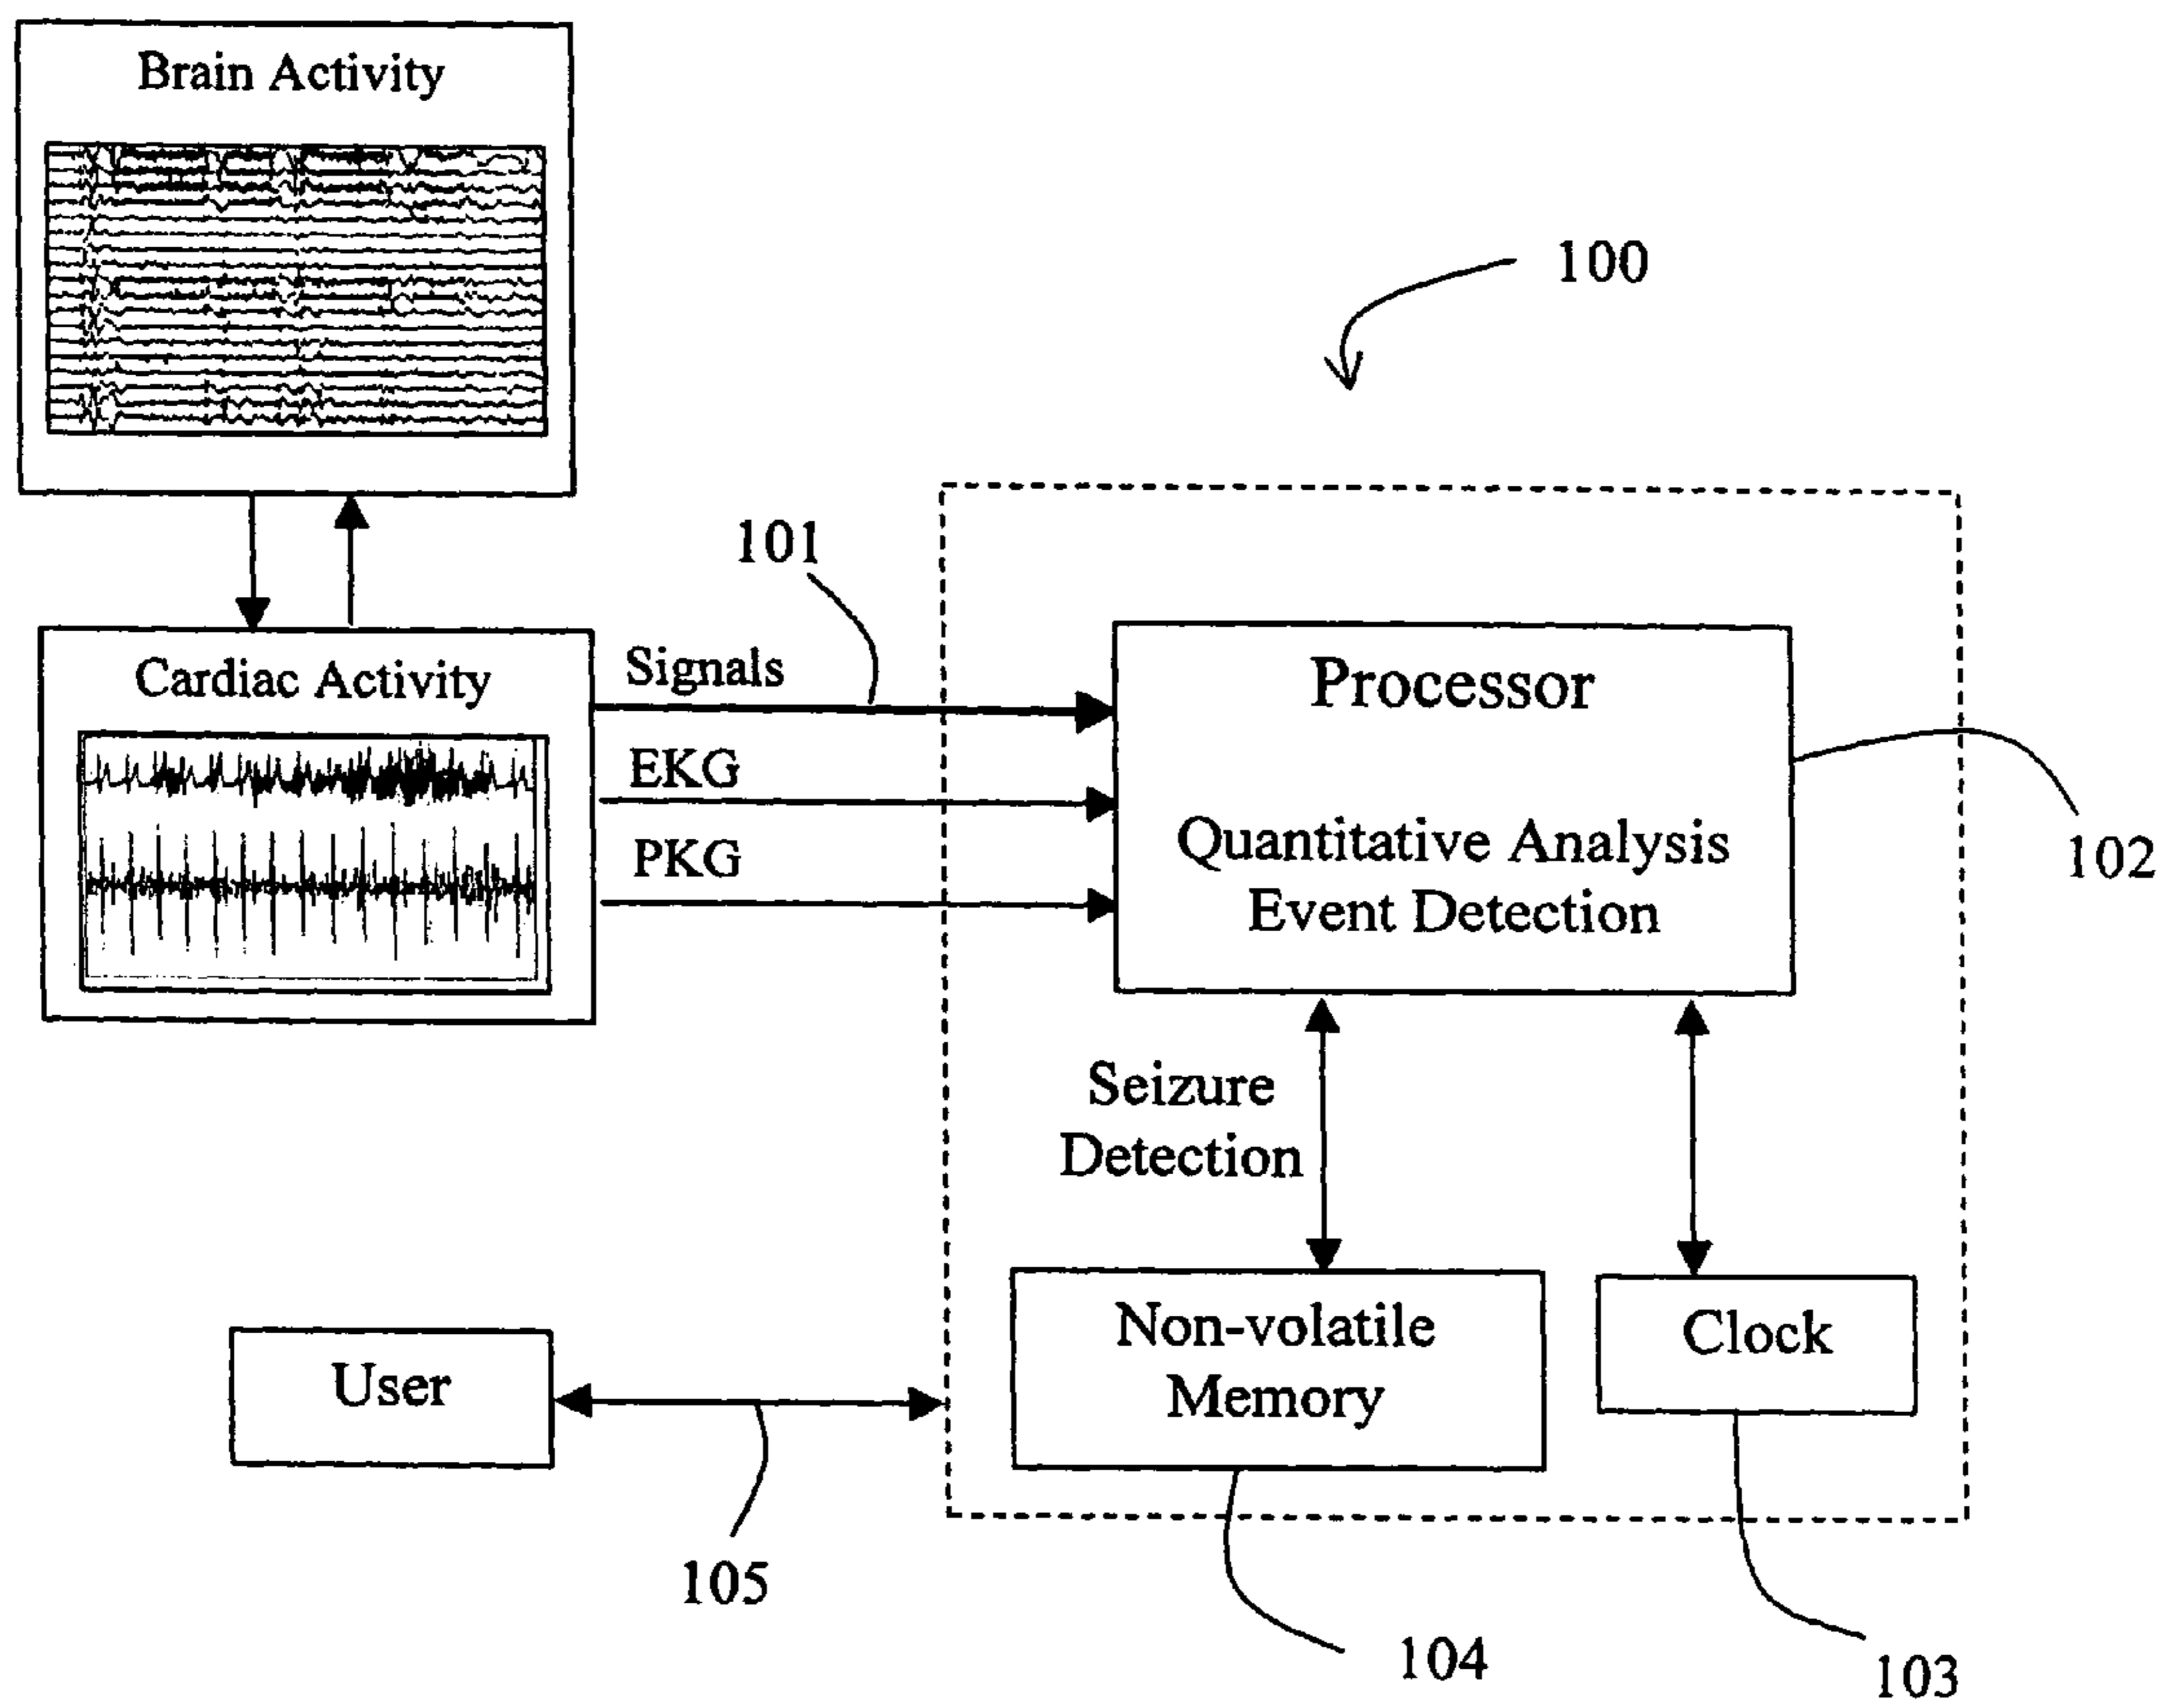 Brain Activity
100
101
Cardiac Activity
Signals
EKG
PKG
Processor
Quantitative Analysis
Event Detection
102
Seizure
Detection
Non-volatile
Memory
Clock
User
105
104
103